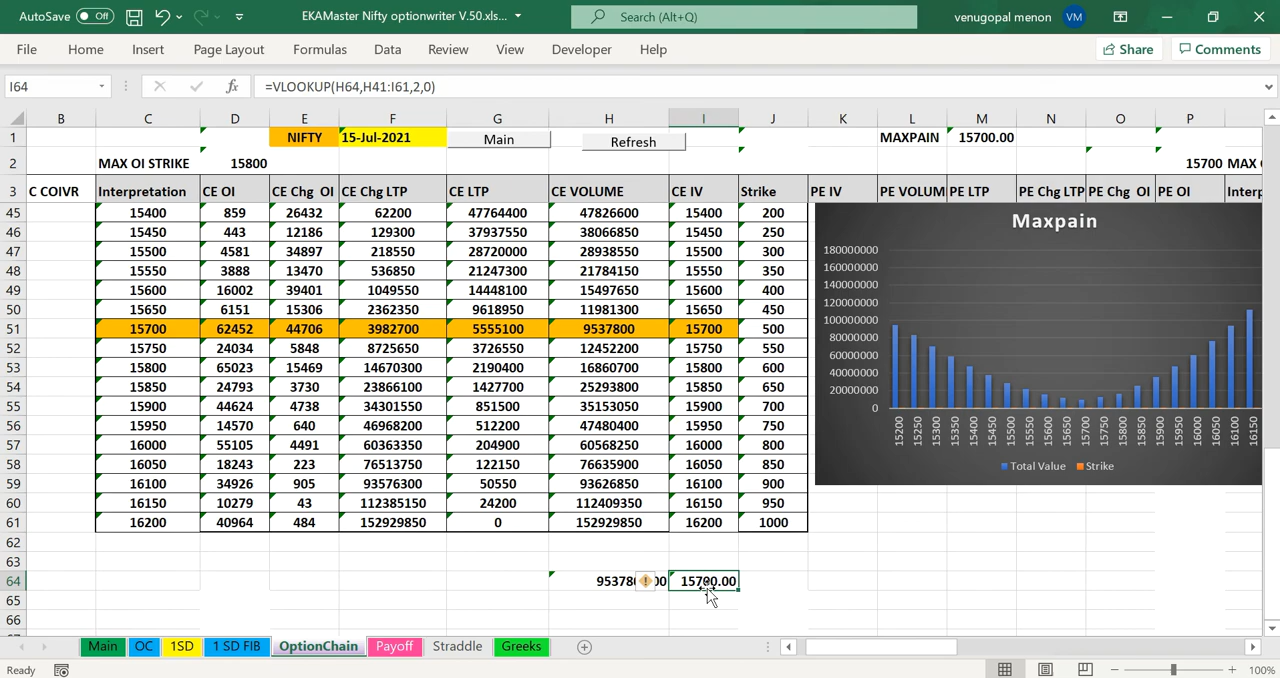 AutoSave Off EKAMaster Nifty optionwriter V.50.xls... Search (Alt+Q) venugopal menon VM
File Home Insert Page Layout Formulas Data Review View Developer Help Share Comments
I64 fx =VLOOKUP(H64,H41:I61,2,0)
B C D E F G H I J K L M N O P
1 NIFTY 15-Jul-2021 Main Refresh MAXPAIN 15700.00
2 MAX OI STRIKE 15800 15700 MAX
3 C COIVR Interpretation CE OI CE Chg OI CE Chg LTP CE LTP CE VOLUME CE IV Strike PE IV PE VOLUM PE LTP PE Chg LTP PE Chg OI PE OI Interp
45 15400 859 26432 62200 47764400 47826600 15400 200
46 15450 443 12186 129300 37937550 38066850 15450 250
47 15500 4581 34897 218550 28720000 28938550 15500 300
48 15550 3888 13470 536850 21247300 21784150 15550 350
49 15600 16002 39401 1049550 14448100 15497650 15600 400
50 15650 6151 15306 2362350 9618950 11981300 15650 450
51 15700 62452 44706 3982700 5555100 9537800 15700 500
52 15750 24034 5848 8725650 3726550 12452200 15750 550
53 15800 65023 15469 14670300 2190400 16860700 15800 600
54 15850 24793 3730 23866100 1427700 25293800 15850 650
55 15900 44624 4738 34301550 851500 35153050 15900 700
56 15950 14570 640 46968200 512200 47480400 15950 750
57 16000 55105 4491 60363350 204900 60568250 16000 800
58 16050 18243 223 76513750 122150 76635900 16050 850
59 16100 34926 905 93576300 50550 93626850 16100 900
60 16150 10279 43 112385150 24200 112409350 16150 950
61 16200 40964 484 152929850 0 152929850 16200 1000
62
63
64 15700.00
65
66
Maxpain
180000000
160000000
140000000
120000000
100000000
80000000
60000000
40000000
20000000
0
15200 15250 15300 15350 15400 15450 15500 15550 15600 15650 15700 15750 15800 15850 15900 15950 16000 16050 16100 16150
Total Value Strike
Main OC 1SD 1 SD FIB OptionChain Payoff Straddle Greeks
Ready 100%